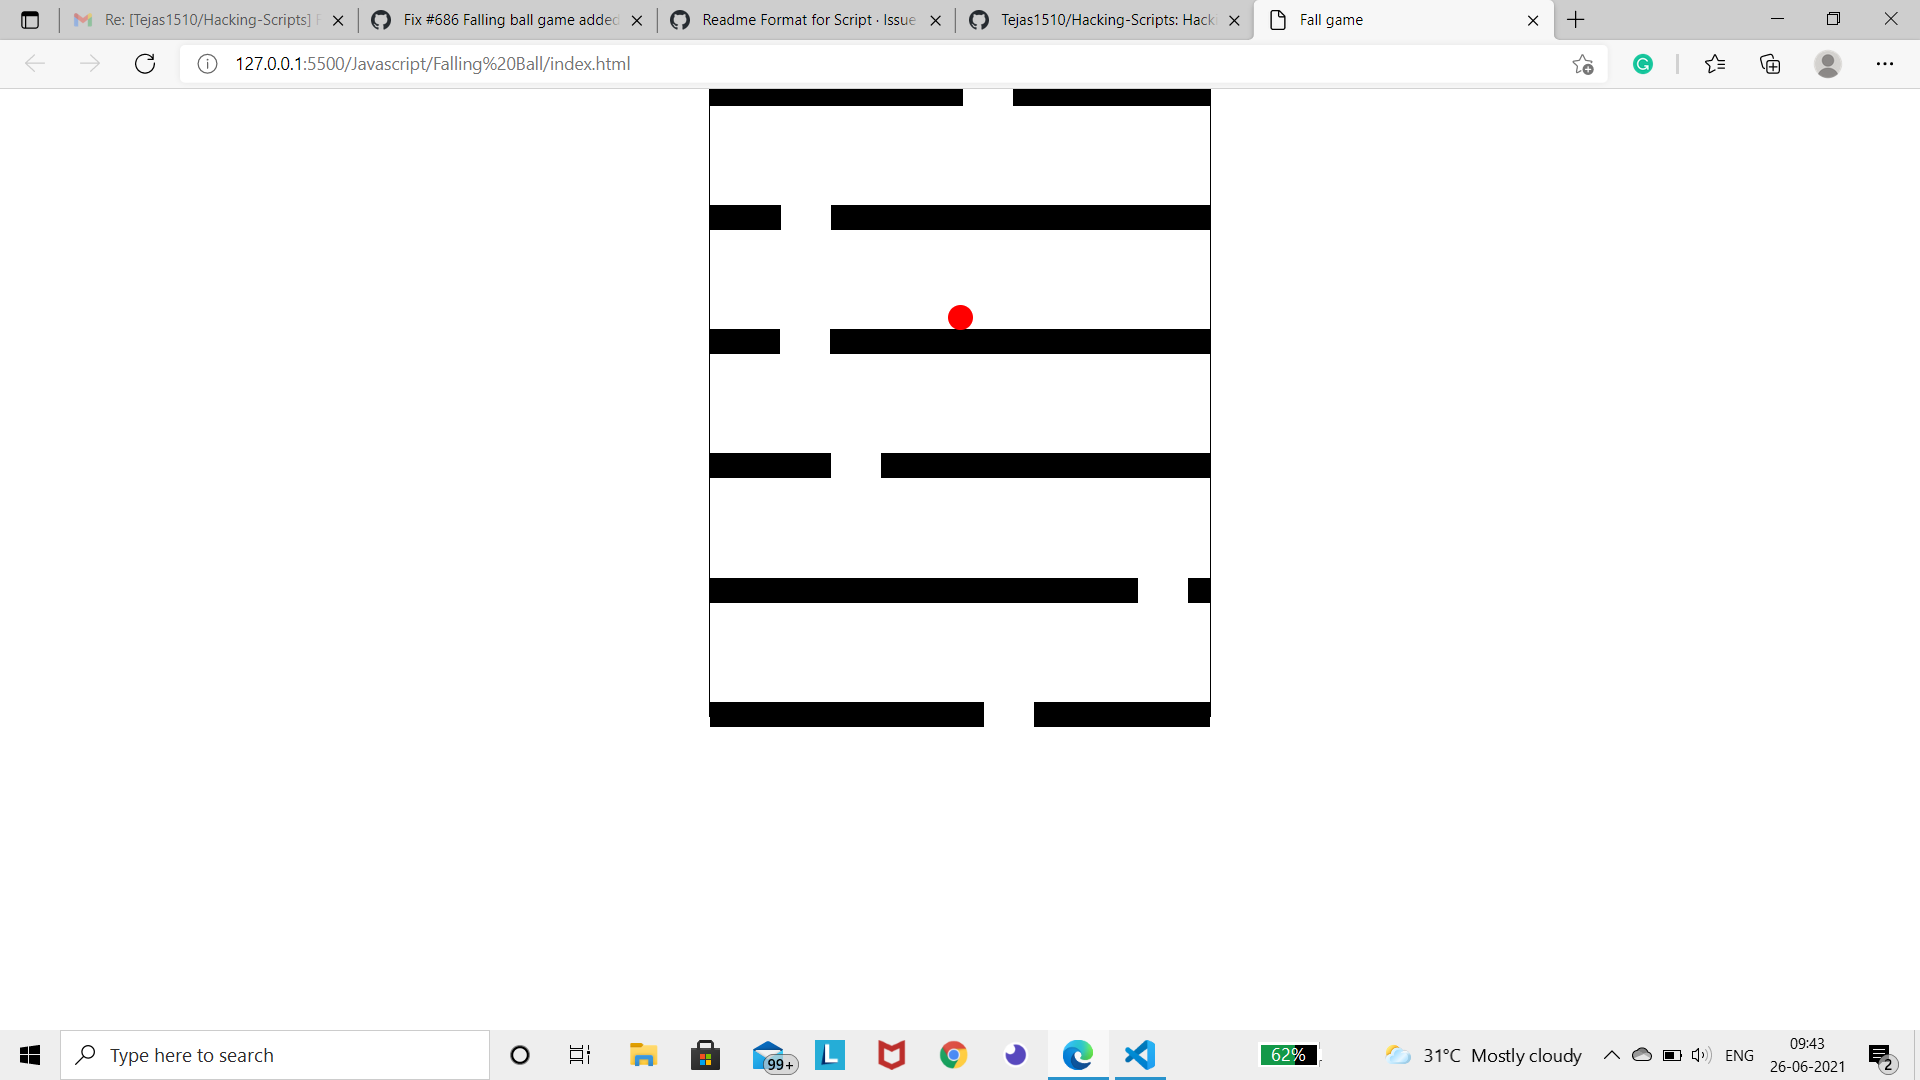 Re: [Tejas1510/Hacking-Scripts]
Fix #686 Falling ball game added
Readme Format for Script · Issue
Tejas1510/Hacking-Scripts: Hack
Fall game
127.0.0.1:5500/Javascript/Falling%20Ball/index.html
G
Type here to search
99+
L
62%
31°C Mostly cloudy
ENG
09:43
26-06-2021
2